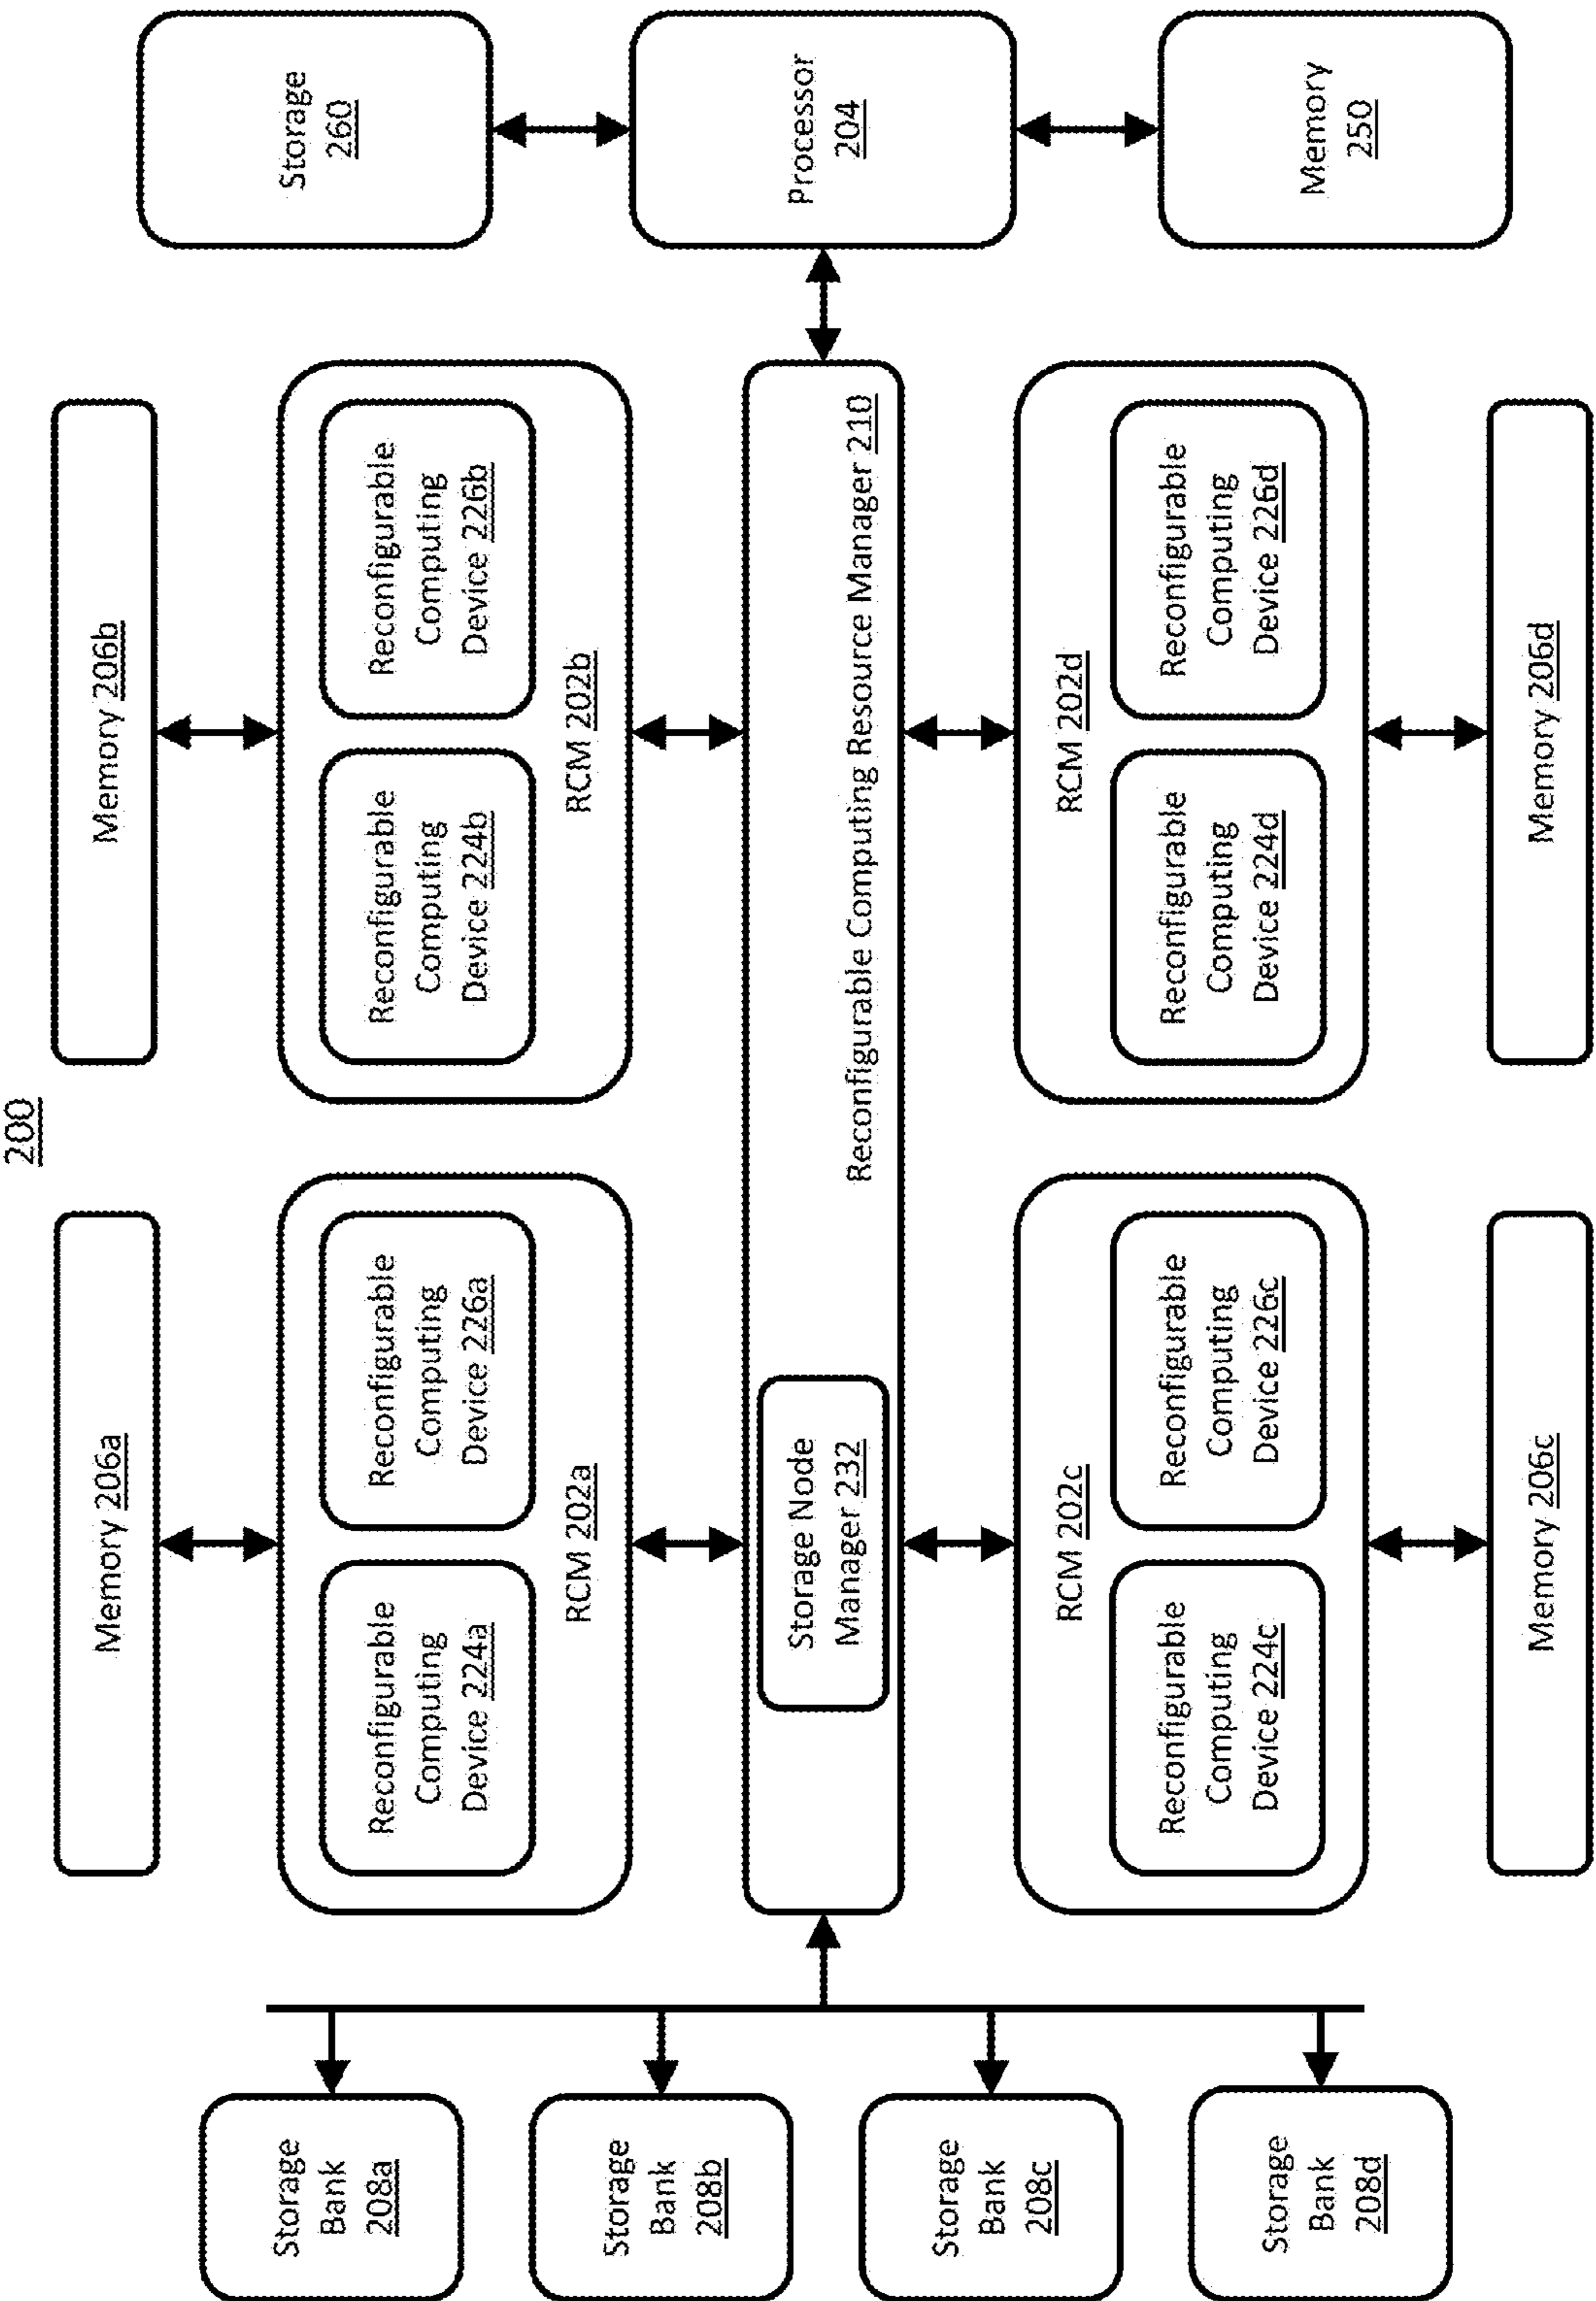 200
Memory 206a
Memory 206b
Storage
260
Storage
Bank
208a
Reconfigurable
Computing
Device 224a
Reconfigurable
Computing
Device 226a
RCM 202a
Reconfigurable
Computing
Device 224b
Reconfigurable
Computing
Device 226b
RCM 202b
Storage
Bank
208b
Storage Node
Manager 232
Reconfigurable Computing Resource Manager 210
Processor
204
Storage
Bank
208c
RCM 202c
Reconfigurable
Computing
Device 224c
Reconfigurable
Computing
Device 226c
RCM 202d
Reconfigurable
Computing
Device 224d
Reconfigurable
Computing
Device 226d
Memory
250
Storage
Bank
208d
Memory 206c
Memory 206d